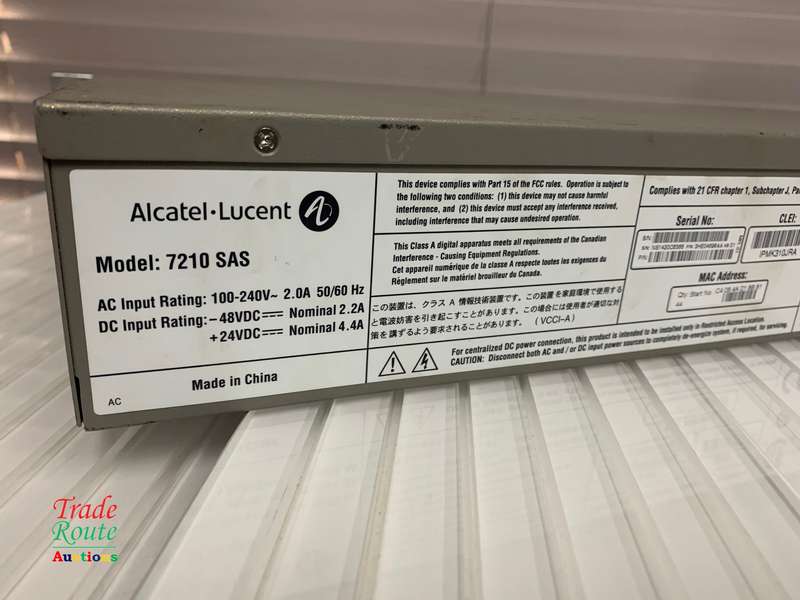 Alcatel·Lucent
Model: 7210 SAS
AC Input Rating: 100-240V~ 2.0A 50/60 Hz
DC Input Rating: –48VDC Nominal 2.2A
+24VDC Nominal 4.4A
Made in China
AC
This device complies with Part 15 of the FCC rules. Operation is subject to
the following two conditions: (1) this device may not cause harmful
interference, and (2) this device must accept any interference received,
including interference that may cause undesired operation.
This Class A digital apparatus meets all requirements of the Canadian
Interference - Causing Equipment Regulations.
Cet appareil numérique de la classe A respecte toutes les exigences du
Règlement sur le matériel brouilleur du Canada.
この装置は、クラス A 情報技術装置です。この装置を家庭環境で使用する
と電波妨害を引き起こすことがあります。この場合には使用者が適切な対
策を講ずるよう要求されることがあります。 (VCCI-A)
For centralized DC power connection, this product is intended to be installed only in Restricted Access Location.
CAUTION: Disconnect both AC and / or DC input power sources to completely de-energize system, if required, for servicing.
Complies with 21 CFR chapter 1, Subchapter J,
Serial No:
CLEI:
S/N
S/N:
P/N:
IPMK310JRA
MAC Address:
Qty: Start No:
44
Trade
Route
Auctions